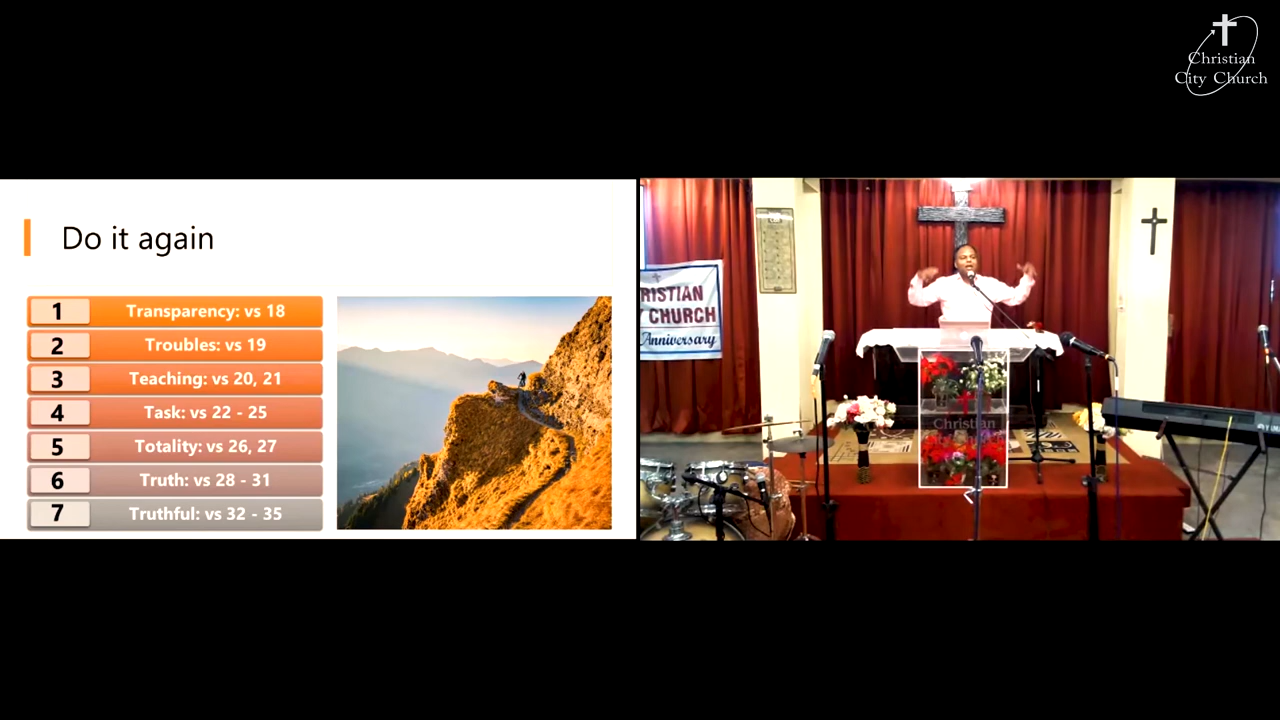 Christian
City Church
Do it again
1 Transparency: vs 18
2 Troubles: vs 19
3 Teaching: vs 20, 21
4 Task: vs 22 - 25
5 Totality: vs 26, 27
6 Truth: vs 28 - 31
7 Truthful: vs 32 - 35
RISTIAN
CHURCH
Anniversary
Christian